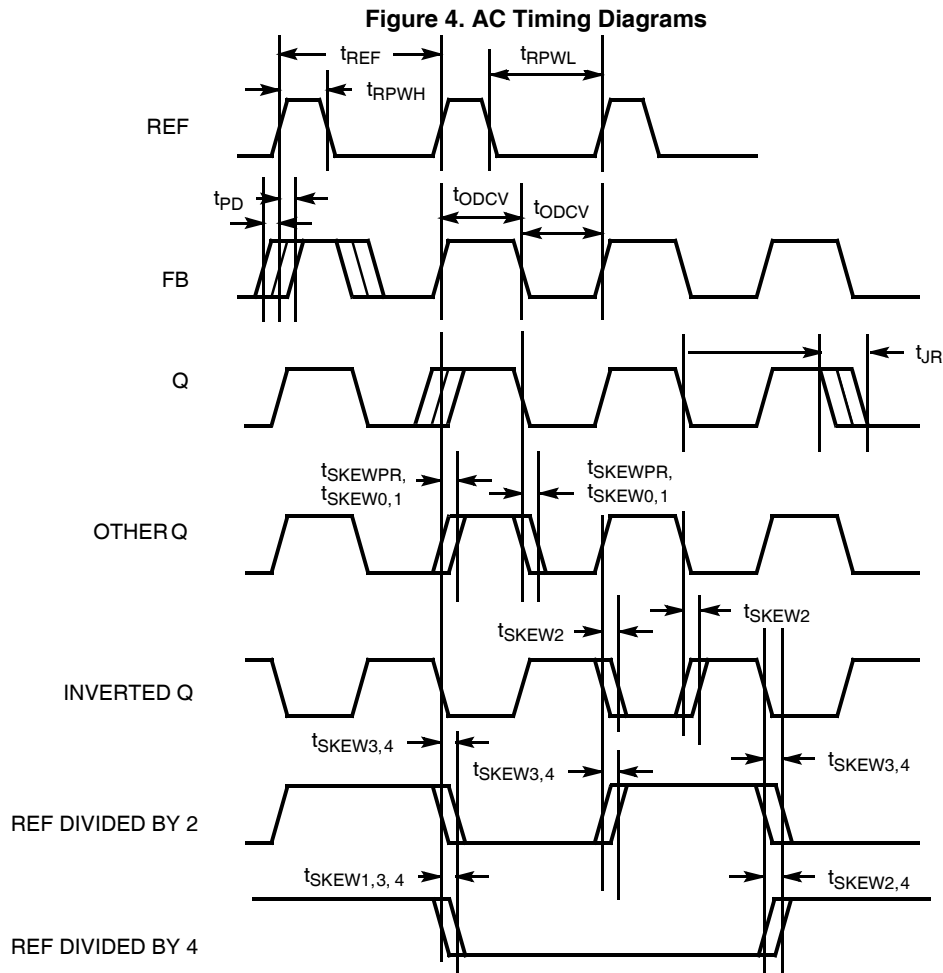 Figure 4. AC Timing Diagrams
tREF
tRPWL
tRPWH
REF
tODCV
tODCV
tPD
FB
tJR
Q
tSKEWPR,
tSKEW0,1
tSKEWPR,
tSKEW0,1
OTHER Q
tSKEW2
tSKEW2
INVERTED Q
tSKEW3,4
tSKEW3,4
tSKEW3,4
REF DIVIDED BY 2
tSKEW1,3, 4
tSKEW2,4
REF DIVIDED BY 4